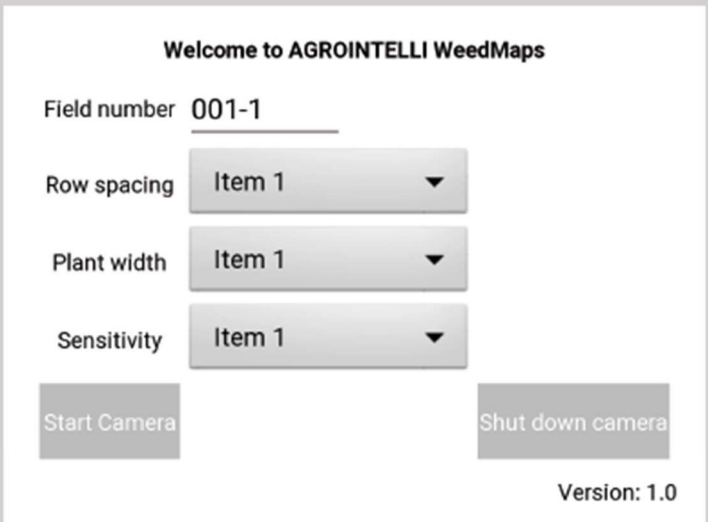 Welcome to AGROINTELLI WeedMaps
Field number 001-1
Row spacing Item 1
Plant width Item 1
Sensitivity Item 1
Start Camera Shut down camera
Version: 1.0